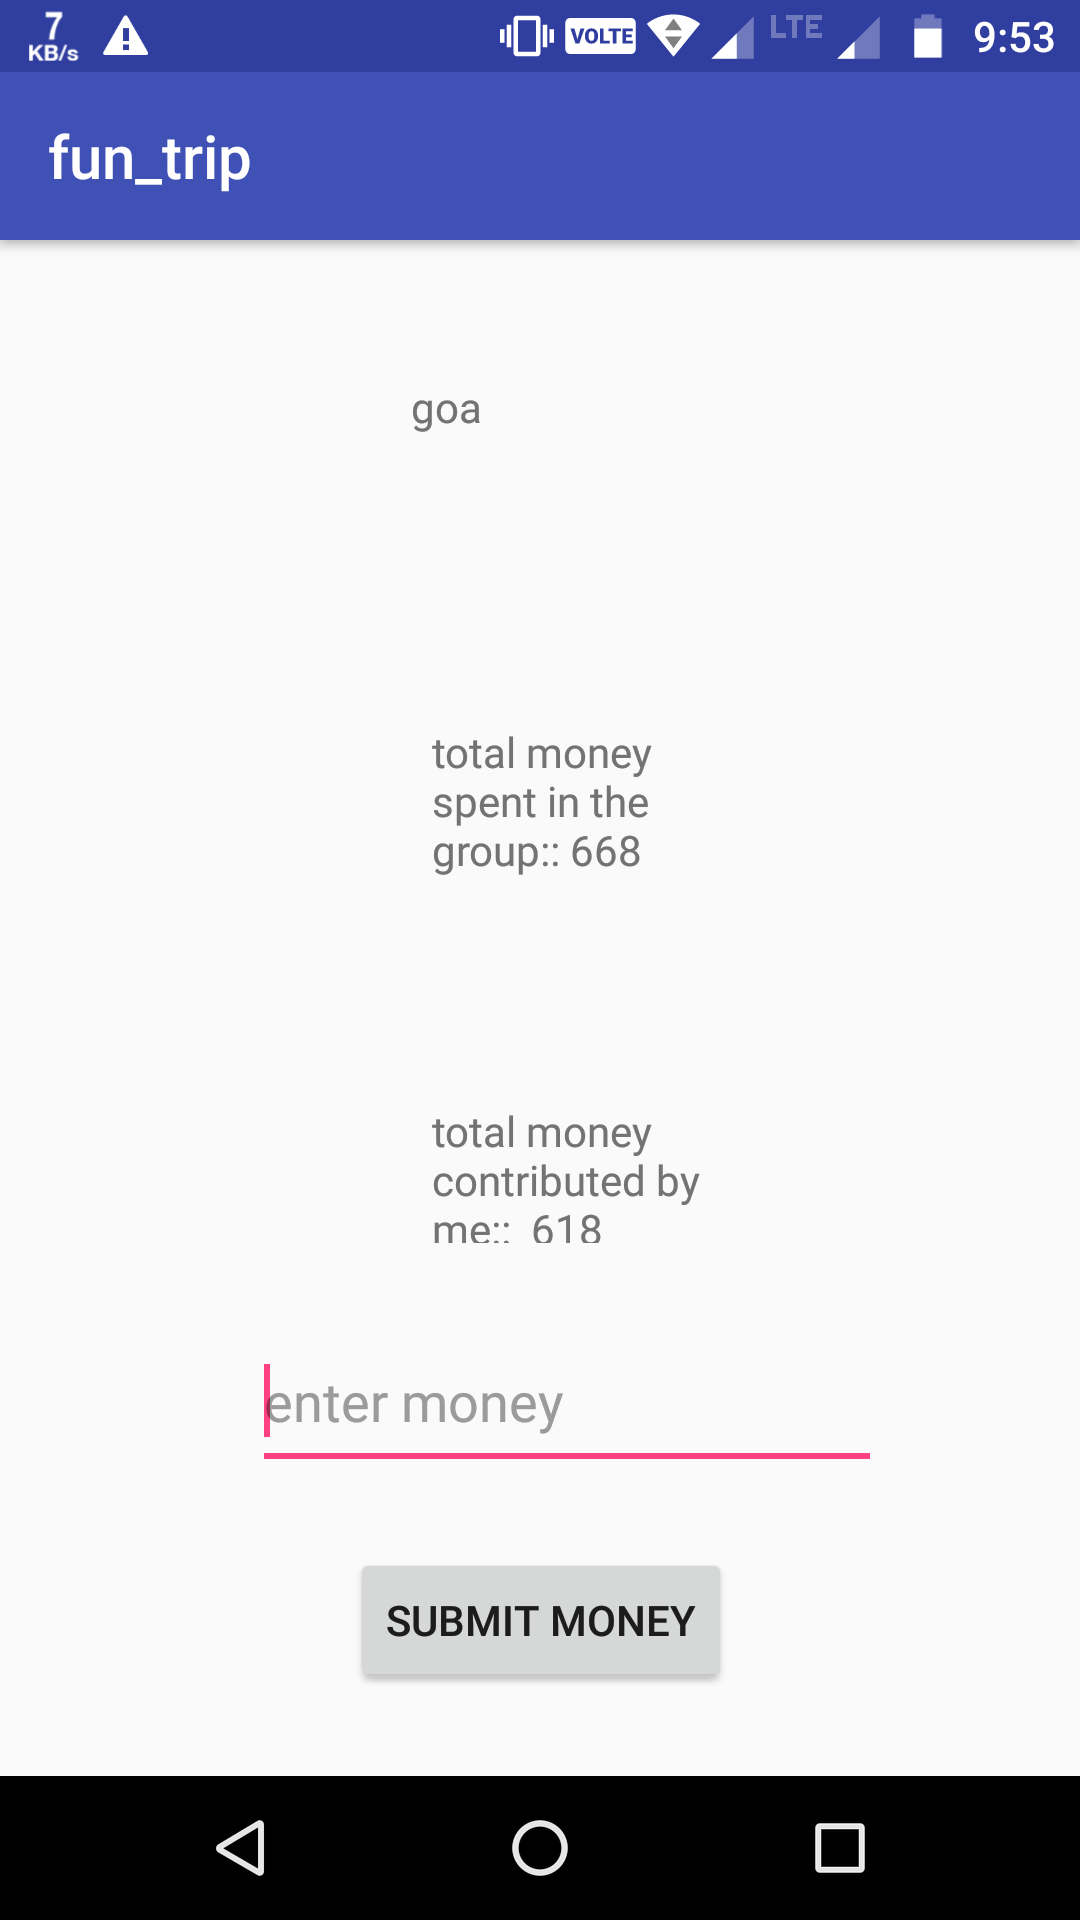 7
KB/s
VOLTE
LTE
9:53
fun_trip
goa
total money
spent in the
group:: 668
total money
contributed by
me:: 618
enter money
SUBMIT MONEY